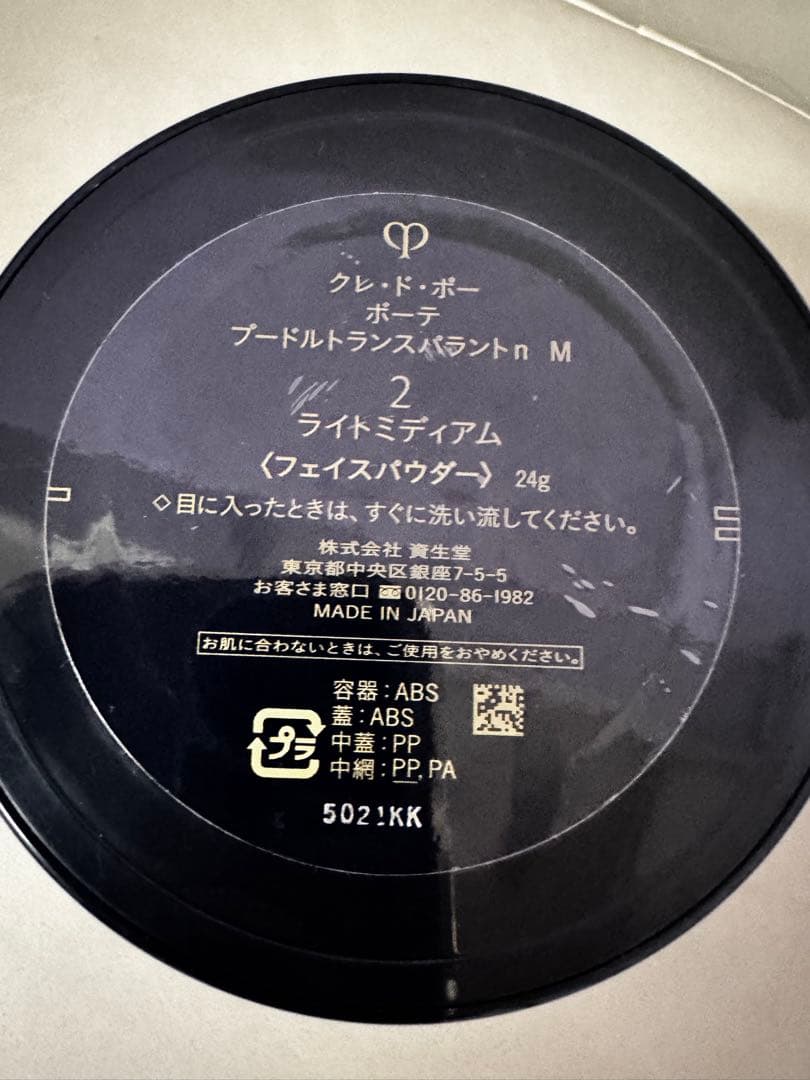 クレ・ド・ポー
ボーテ
プードルトランスパラントn M
2
ライトミディアム
〈フェイスパウダー〉 24g
◇目に入ったときは、すぐに洗い流してください。
株式会社 資生堂
東京都中央区銀座7-5-5
お客さま窓口 0120-86-1982
MADE IN JAPAN
お肌に合わないときは、ご使用をおやめください。
容器:ABS
蓋:ABS
プラ 中蓋:PP
中網:PP,PA
5021KK